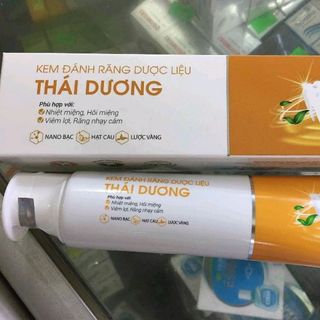 KEM ĐÁNH RĂNG DƯỢC LIỆU
THÁI DƯƠNG
Phù hợp với:
Nhiệt miệng, Hôi miệng
Viêm lợi, Răng nhạy cảm
NANO BẠC HẠT CAU LƯỢC VÀNG
KEM ĐÁNH RĂNG DƯỢC LIỆU
THÁI DƯƠNG
Phù hợp với:
Nhiệt miệng, Hôi miệng
Viêm lợi, Răng nhạy cảm
NANO BẠC HẠT CAU LƯỢC VÀNG